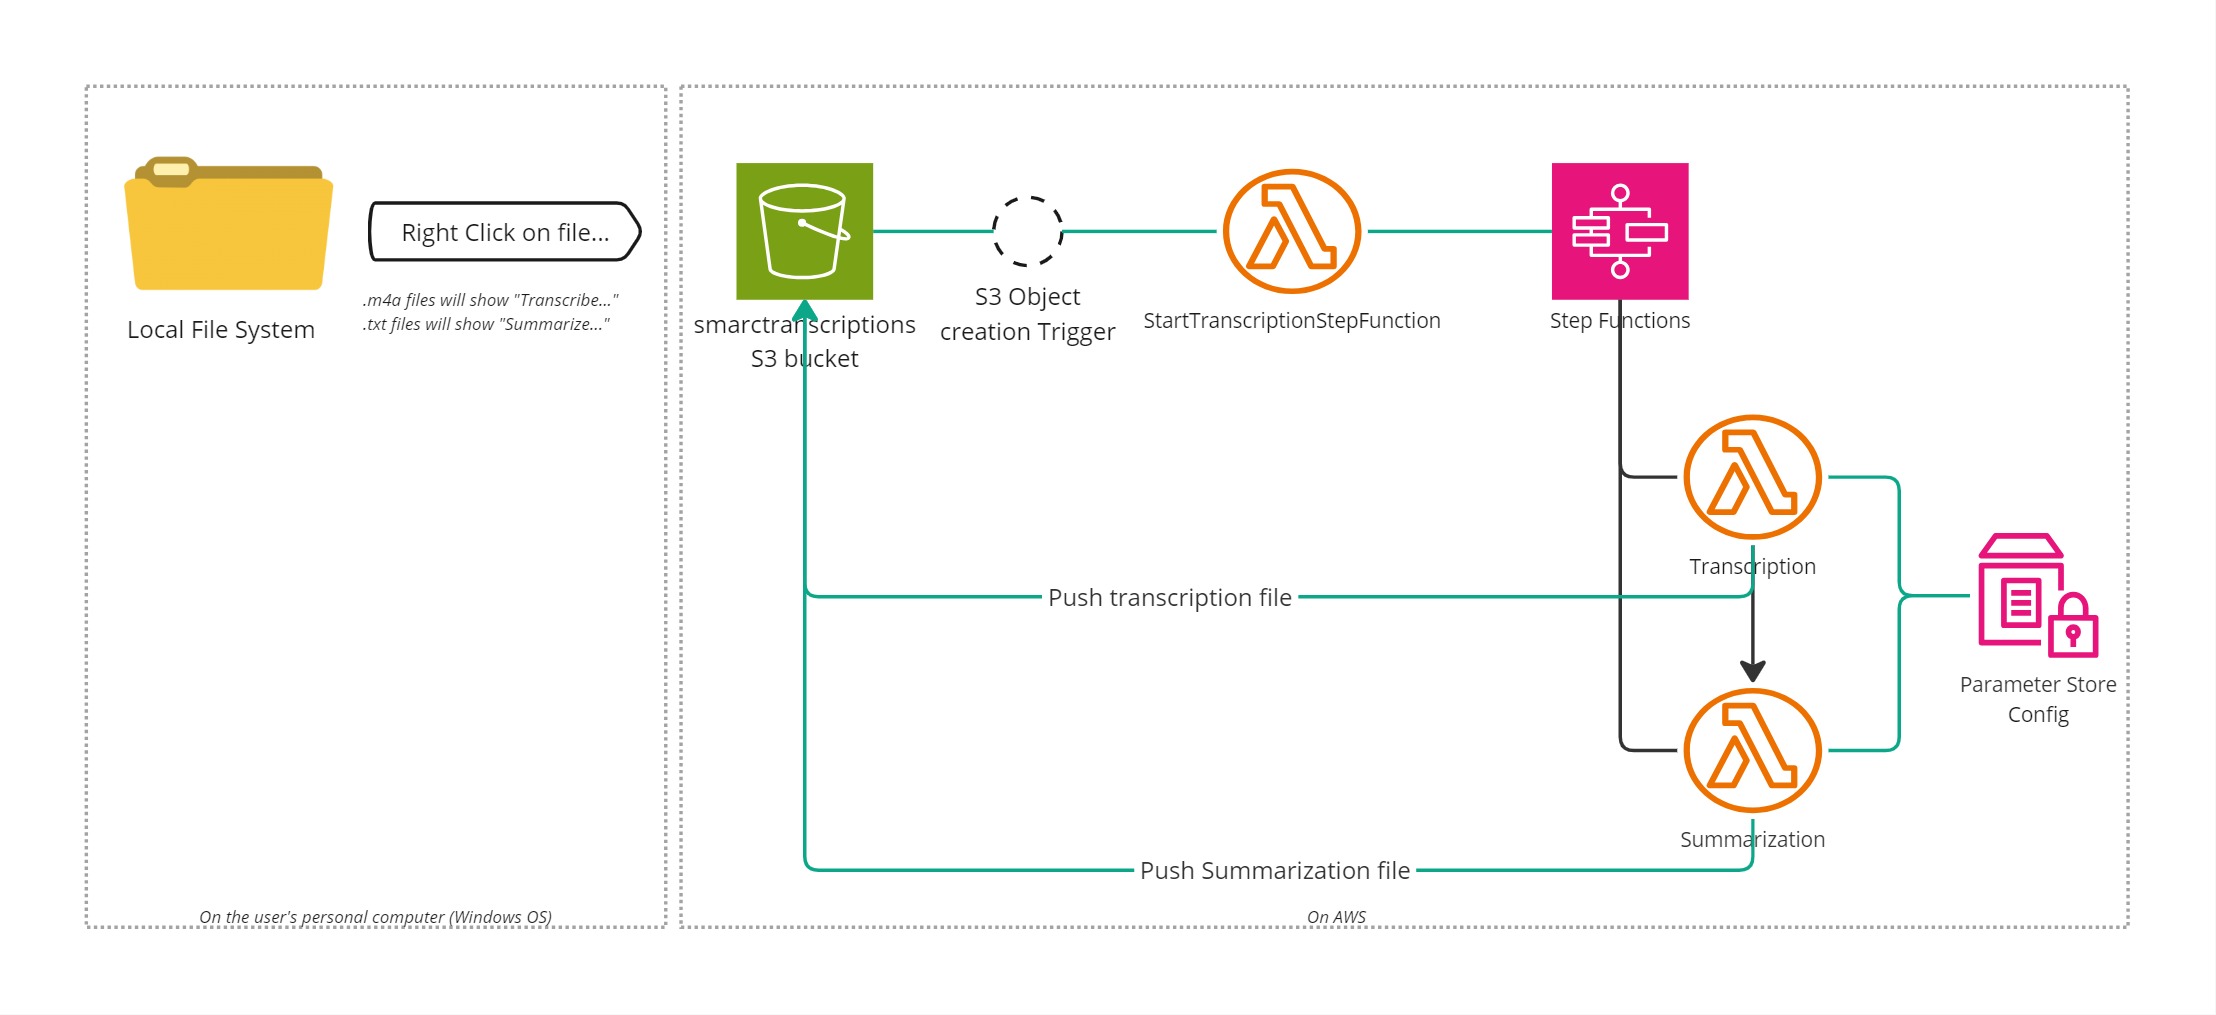 Local File System
Right Click on file...
.m4a files will show "Transcribe..."
.txt files will show "Summarize..."
On the user's personal computer (Windows OS)
smarctranscriptions
S3 bucket
S3 Object
creation Trigger
StartTranscriptionStepFunction
Step Functions
Transcription
Push transcription file
Parameter Store
Config
Summarization
Push Summarization file
On AWS